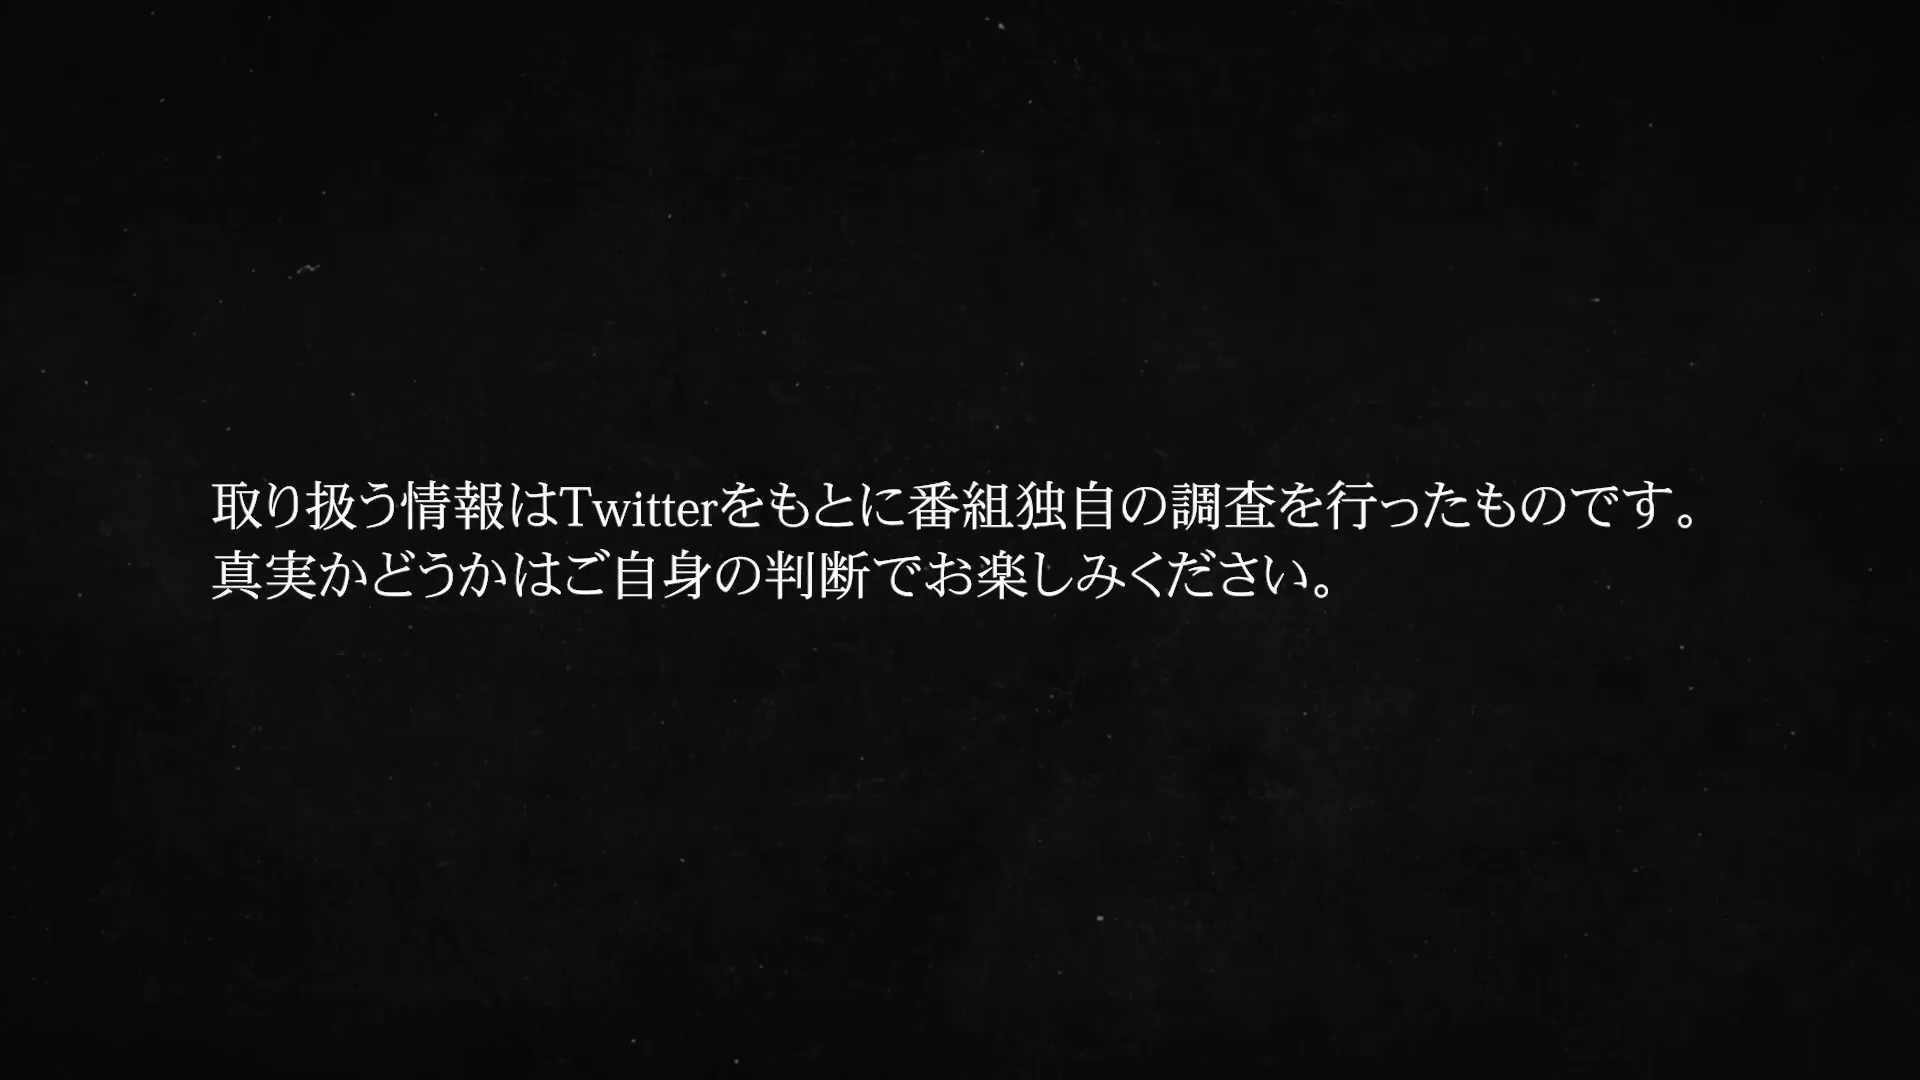 取り扱う情報はTwitterをもとに番組独自の調査を行ったものです。
真実かどうかはご自身の判断でお楽しみください。